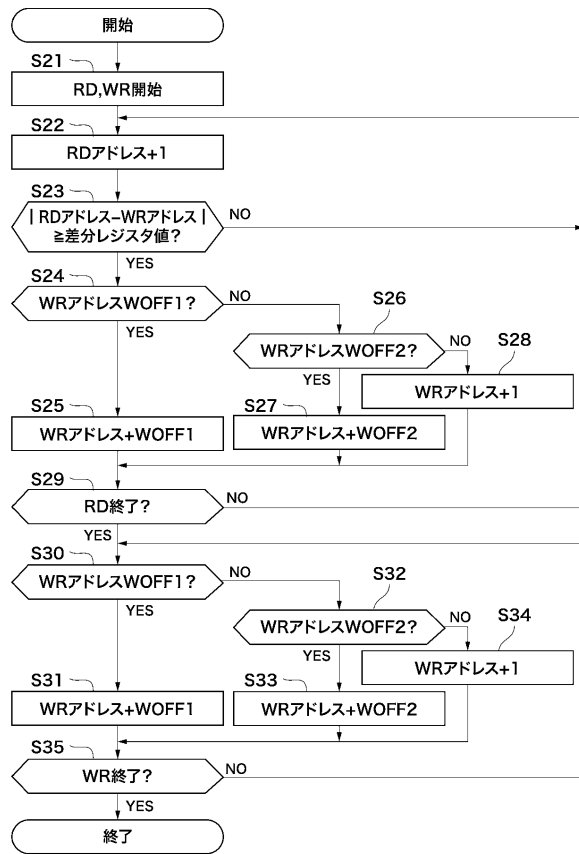 開始
S21
RD,WR開始
S22
RDアドレス+1
S23
|RDアドレス−WRアドレス|
≧差分レジスタ値？
NO
YES
S24
WRアドレスWOFF1？
NO
YES
S26
WRアドレスWOFF2？
NO
YES
S28
WRアドレス+1
S25
WRアドレス+WOFF1
S27
WRアドレス+WOFF2
S29
RD終了？
NO
YES
S30
WRアドレスWOFF1？
NO
YES
S32
WRアドレスWOFF2？
NO
YES
S34
WRアドレス+1
S31
WRアドレス+WOFF1
S33
WRアドレス+WOFF2
S35
WR終了？
NO
YES
終了